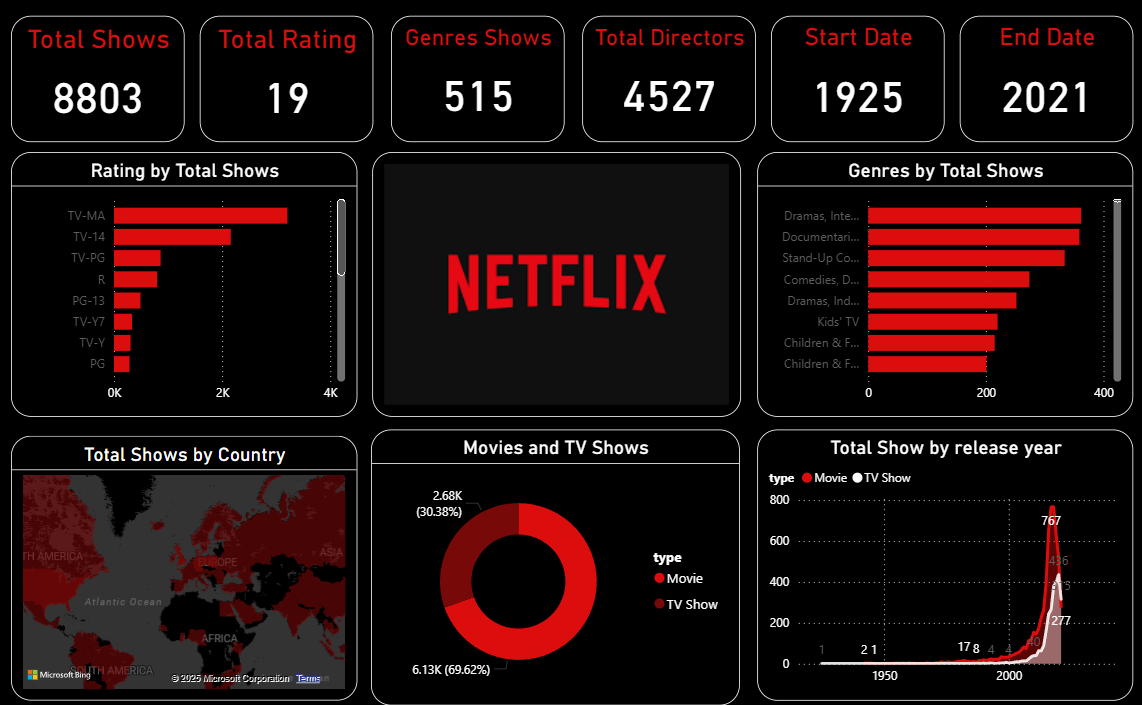 Total Shows
8803
Total Rating
19
Genres Shows
515
Total Directors
4527
Start Date
1925
End Date
2021
Rating by Total Shows
TV-MA
TV-14
TV-PG
R
PG-13
TV-Y7
TV-Y
PG
0K 2K 4K
NETFLIX
Genres by Total Shows
Dramas, Inte...
Documentari...
Stand-Up Co...
Comedies, D...
Dramas, Ind...
Kids' TV
Children & F...
Children & F...
0 200 400
Total Shows by Country
TH AMERICA
EUROPE
ASIA
Atlantic Ocean
AFRICA
SOUTH AMERICA
Microsoft Bing
© 2025 Microsoft Corporation Terms
Movies and TV Shows
2.68K
(30.38%)
6.13K (69.62%)
type
Movie
TV Show
Total Show by release year
type Movie TV Show
800
767
600
436
400
200
277
40
1 2 1 17 8 4 4
0
1950 2000